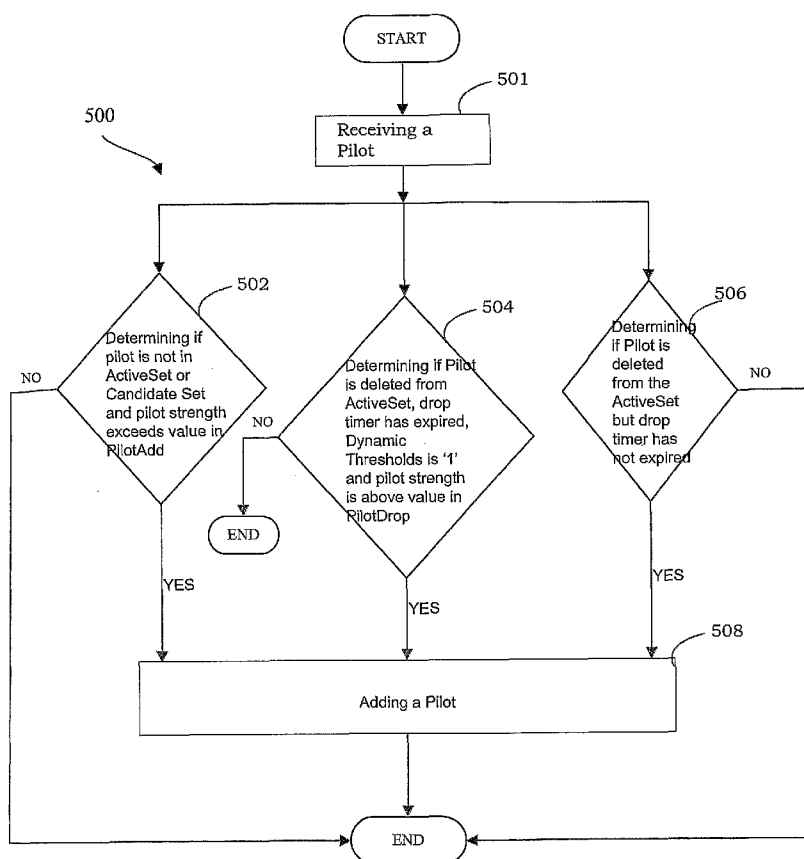 START
501
Receiving a
Pilot
500
502
Determining if
pilot is not in
ActiveSet or
Candidate Set
and pilot strength
exceeds value in
PilotAdd
NO
YES
504
Determining if Pilot
is deleted from
ActiveSet, drop
timer has expired,
Dynamic
Thresholds is '1'
and pilot strength
is above value in
PilotDrop
NO
END
YES
506
Determining
if Pilot is
deleted
from the
ActiveSet
but drop
timer has
not expired
NO
YES
508
Adding a Pilot
END